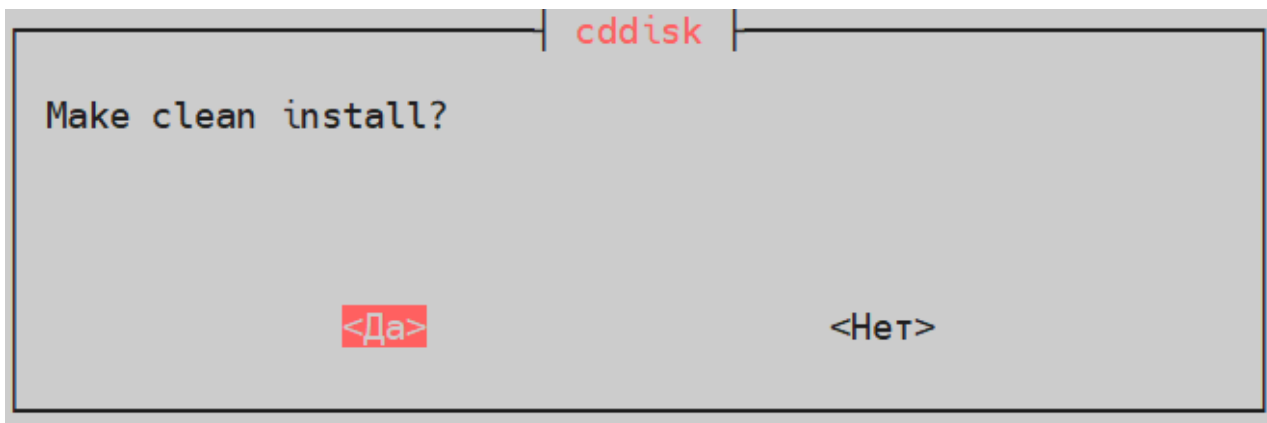 cddisk
Make clean install?
<Да> <Нет>